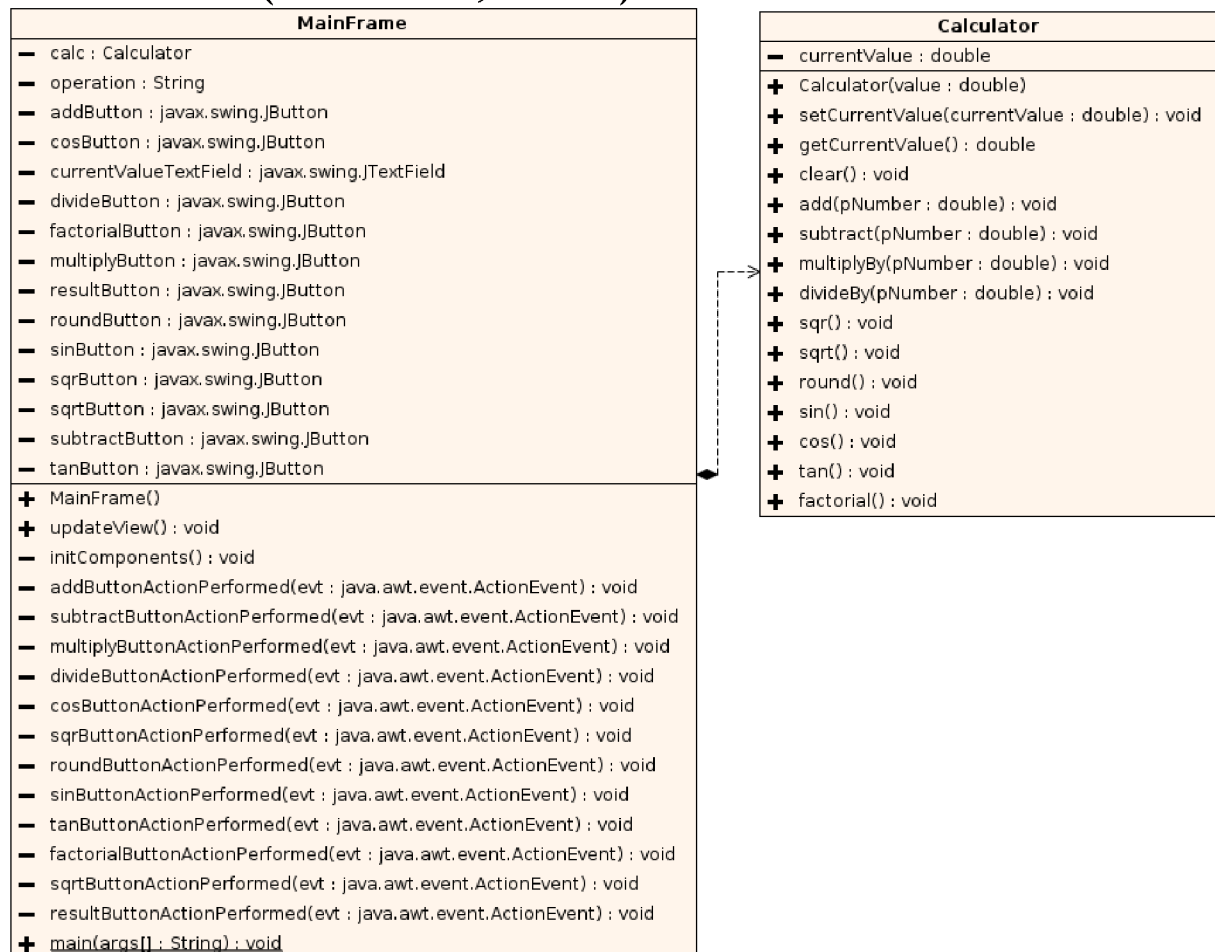 MainFrame
− calc : Calculator
− operation : String
− addButton : javax.swing.JButton
− cosButton : javax.swing.JButton
− currentValueTextField : javax.swing.JTextField
− divideButton : javax.swing.JButton
− factorialButton : javax.swing.JButton
− multiplyButton : javax.swing.JButton
− resultButton : javax.swing.JButton
− roundButton : javax.swing.JButton
− sinButton : javax.swing.JButton
− sqrButton : javax.swing.JButton
− sqrtButton : javax.swing.JButton
− subtractButton : javax.swing.JButton
− tanButton : javax.swing.JButton
+ MainFrame()
+ updateView() : void
− initComponents() : void
− addButtonActionPerformed(evt : java.awt.event.ActionEvent) : void
− subtractButtonActionPerformed(evt : java.awt.event.ActionEvent) : void
− multiplyButtonActionPerformed(evt : java.awt.event.ActionEvent) : void
− divideButtonActionPerformed(evt : java.awt.event.ActionEvent) : void
− cosButtonActionPerformed(evt : java.awt.event.ActionEvent) : void
− sqrButtonActionPerformed(evt : java.awt.event.ActionEvent) : void
− roundButtonActionPerformed(evt : java.awt.event.ActionEvent) : void
− sinButtonActionPerformed(evt : java.awt.event.ActionEvent) : void
− tanButtonActionPerformed(evt : java.awt.event.ActionEvent) : void
− factorialButtonActionPerformed(evt : java.awt.event.ActionEvent) : void
− sqrtButtonActionPerformed(evt : java.awt.event.ActionEvent) : void
− resultButtonActionPerformed(evt : java.awt.event.ActionEvent) : void
+ main(args[] : String) : void
Calculator
− currentValue : double
+ Calculator(value : double)
+ setCurrentValue(currentValue : double) : void
+ getCurrentValue() : double
+ clear() : void
+ add(pNumber : double) : void
+ subtract(pNumber : double) : void
+ multiplyBy(pNumber : double) : void
+ divideBy(pNumber : double) : void
+ sqr() : void
+ sqrt() : void
+ round() : void
+ sin() : void
+ cos() : void
+ tan() : void
+ factorial() : void